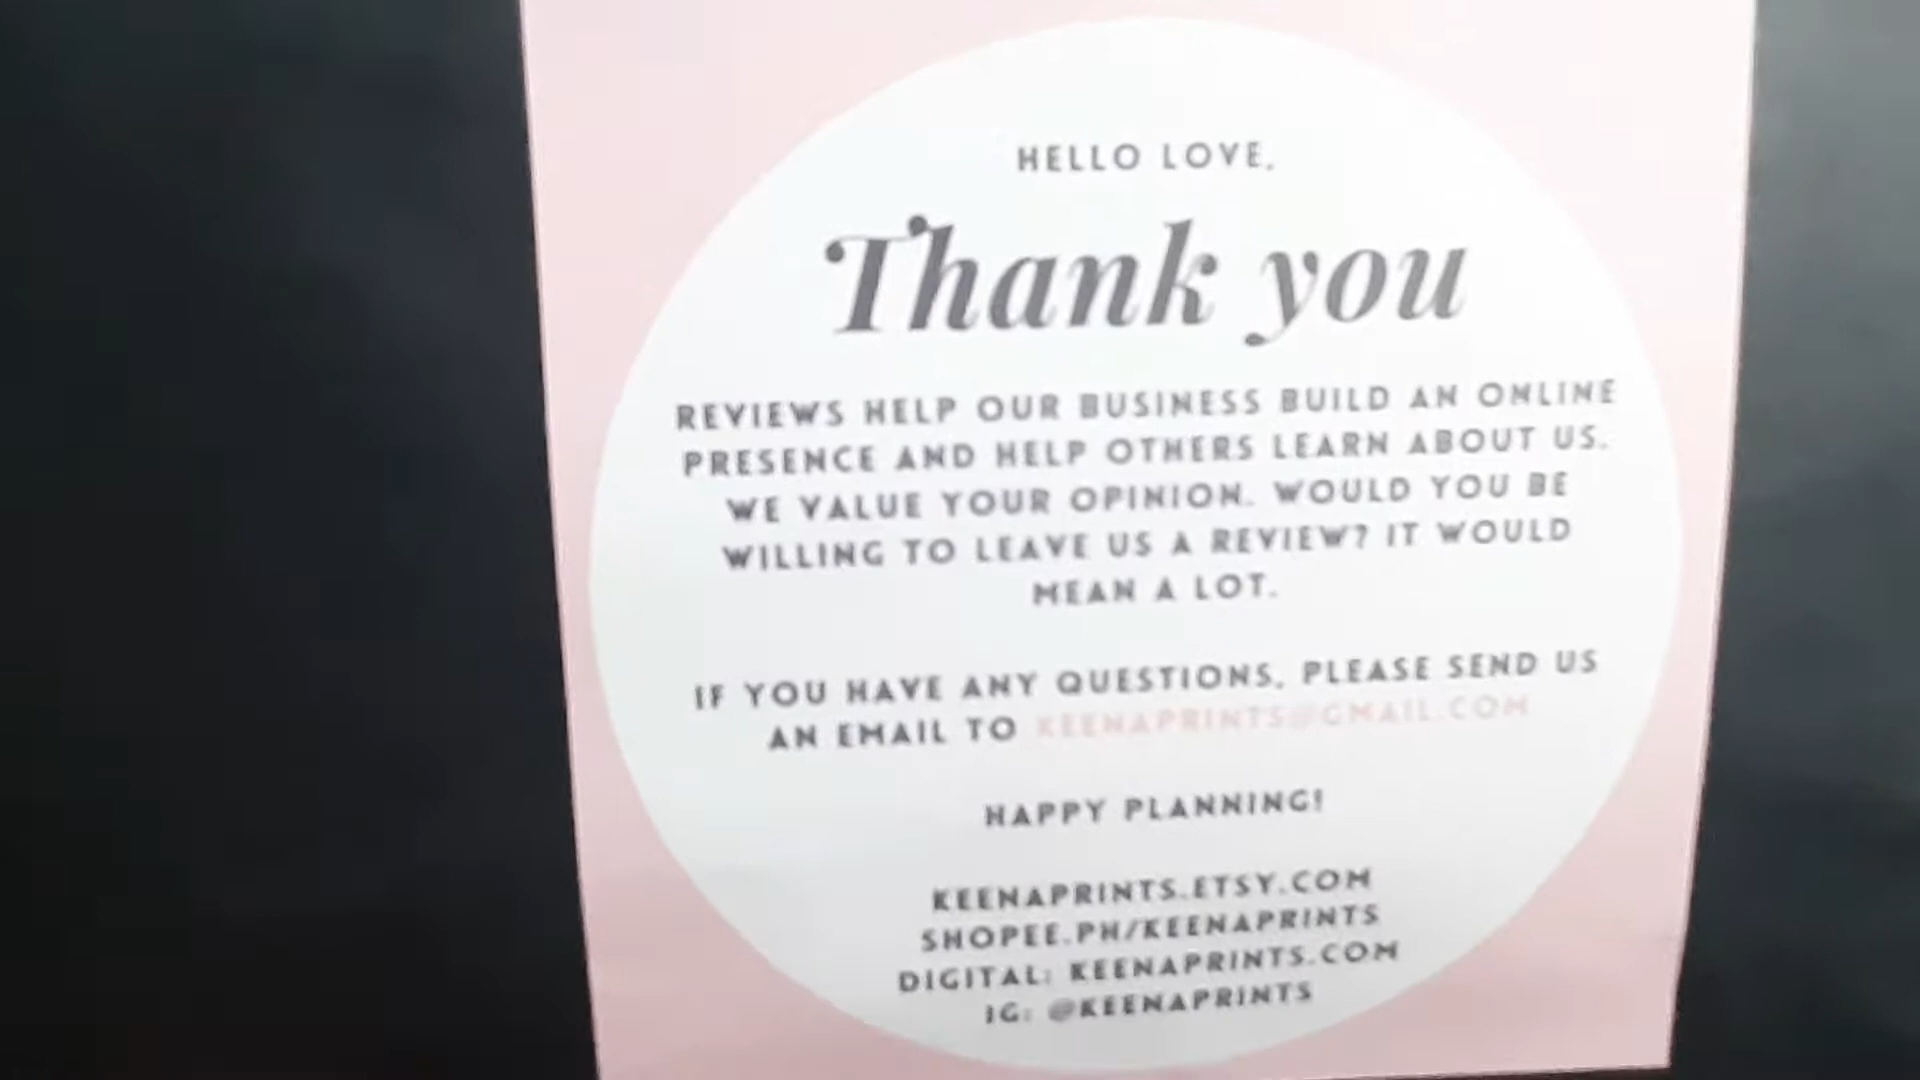 HELLO LOVE,
Thank you
REVIEWS HELP OUR BUSINESS BUILD AN ONLINE
PRESENCE AND HELP OTHERS LEARN ABOUT US.
WE VALUE YOUR OPINION. WOULD YOU BE
WILLING TO LEAVE US A REVIEW? IT WOULD
MEAN A LOT.
IF YOU HAVE ANY QUESTIONS, PLEASE SEND US
AN EMAIL TO KEENAPRINTS@GMAIL.COM
HAPPY PLANNING!
KEENAPRINTS.ETSY.COM
SHOPEE.PH/KEENAPRINTS
DIGITAL: KEENAPRINTS.COM
IG: @KEENAPRINTS